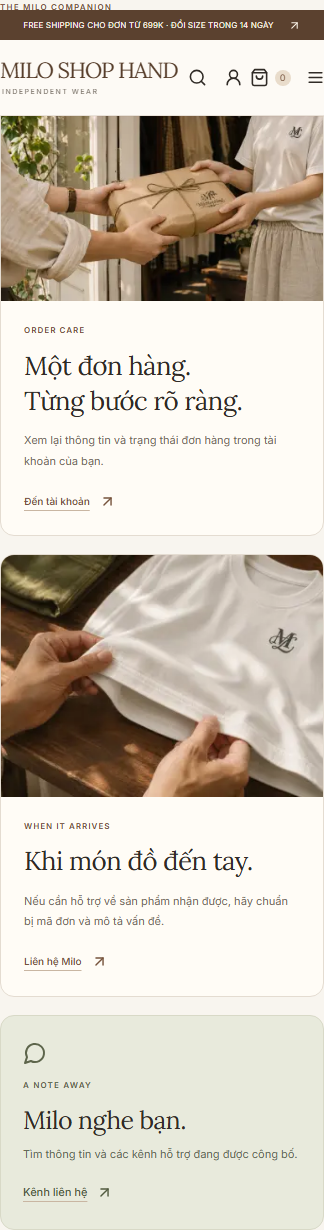 THE MILO COMPANION
FREE SHIPPING CHO ĐƠN TỪ 699K · ĐỔI SIZE TRONG 14 NGÀY
MILO SHOP HAND
INDEPENDENT WEAR
0
ORDER CARE
Một đơn hàng.
Từng bước rõ ràng.
Xem lại thông tin và trạng thái đơn hàng trong tài
khoản của bạn.
Đến tài khoản
WHEN IT ARRIVES
Khi món đồ đến tay.
Nếu cần hỗ trợ về sản phẩm nhận được, hãy chuẩn
bị mã đơn và mô tả vấn đề.
Liên hệ Milo
A NOTE AWAY
Milo nghe bạn.
Tìm thông tin và các kênh hỗ trợ đang được công bố.
Kênh liên hệ